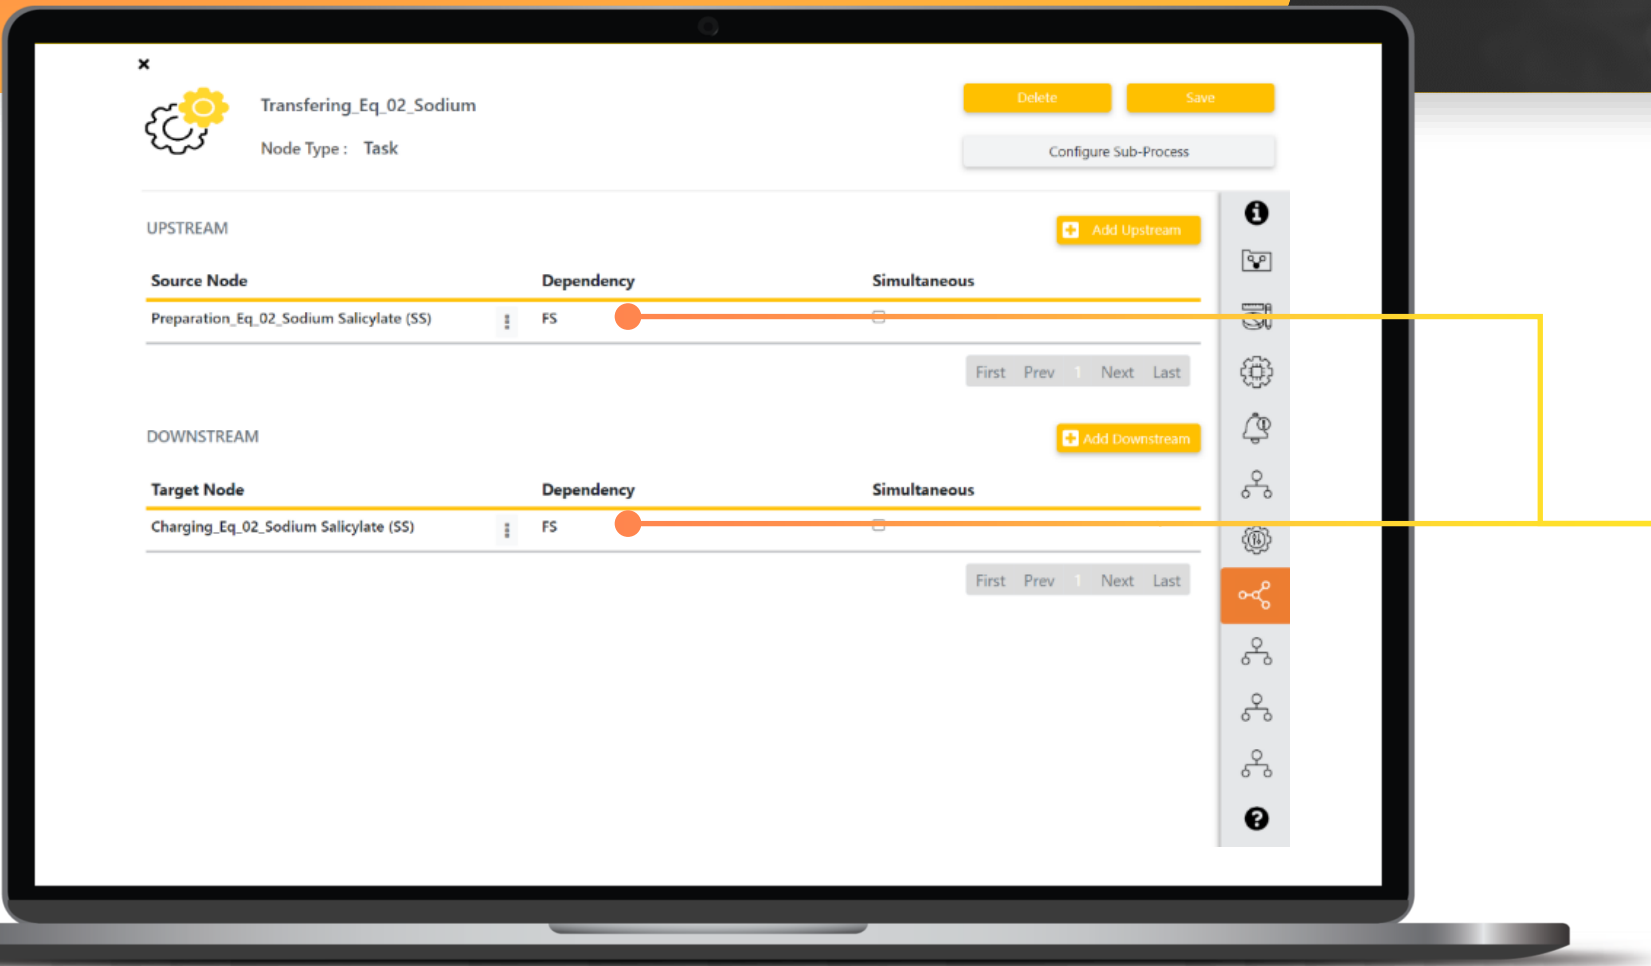 Transfering_Eq_02_Sodium
Node Type : Task
Delete
Save
Configure Sub-Process
UPSTREAM
Add Upstream
Source Node Dependency Simultaneous
Preparation_Eq_02_Sodium Salicylate (SS) FS
First Prev 1 Next Last
DOWNSTREAM
Add Downstream
Target Node Dependency Simultaneous
Charging_Eq_02_Sodium Salicylate (SS) FS
First Prev 1 Next Last